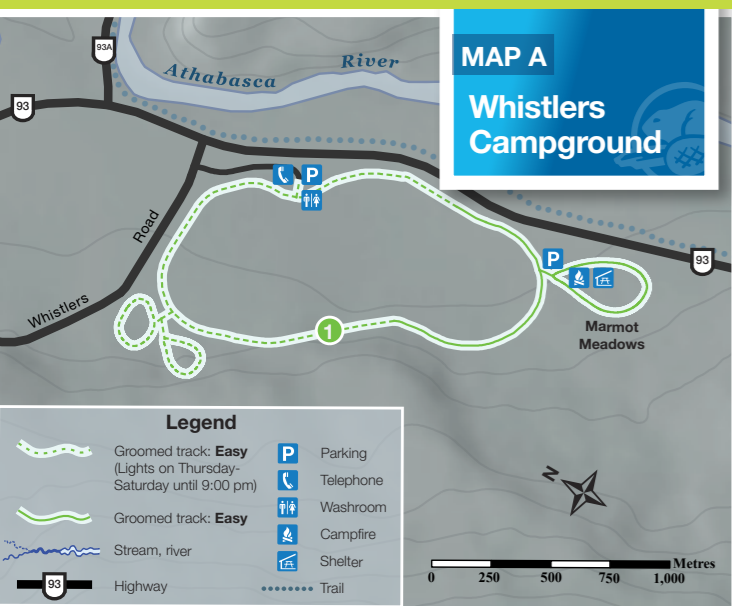 MAP A
Whistlers
Campground
93A
Athabasca River
93
Road
Whistlers
P
P
93
1
Marmot
Meadows
Legend
Groomed track: Easy
(Lights on Thursday-
Saturday until 9:00 pm)
Groomed track: Easy
Stream, river
93 Highway
P Parking
Telephone
Washroom
Campfire
Shelter
Trail
N
Metres
0 250 500 750 1,000